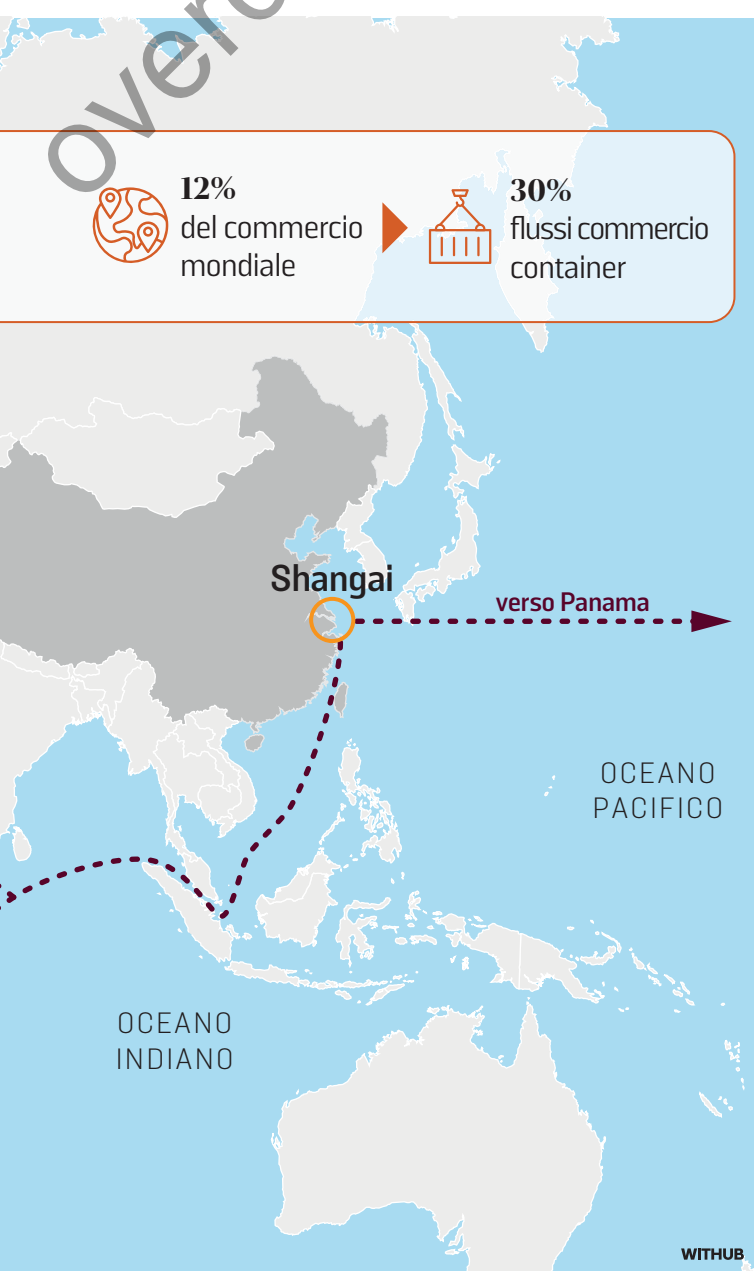 12%
del commercio
mondiale
30%
flussi commercio
container
Shangai
verso Panama
OCEANO
PACIFICO
OCEANO
INDIANO
WITHUB